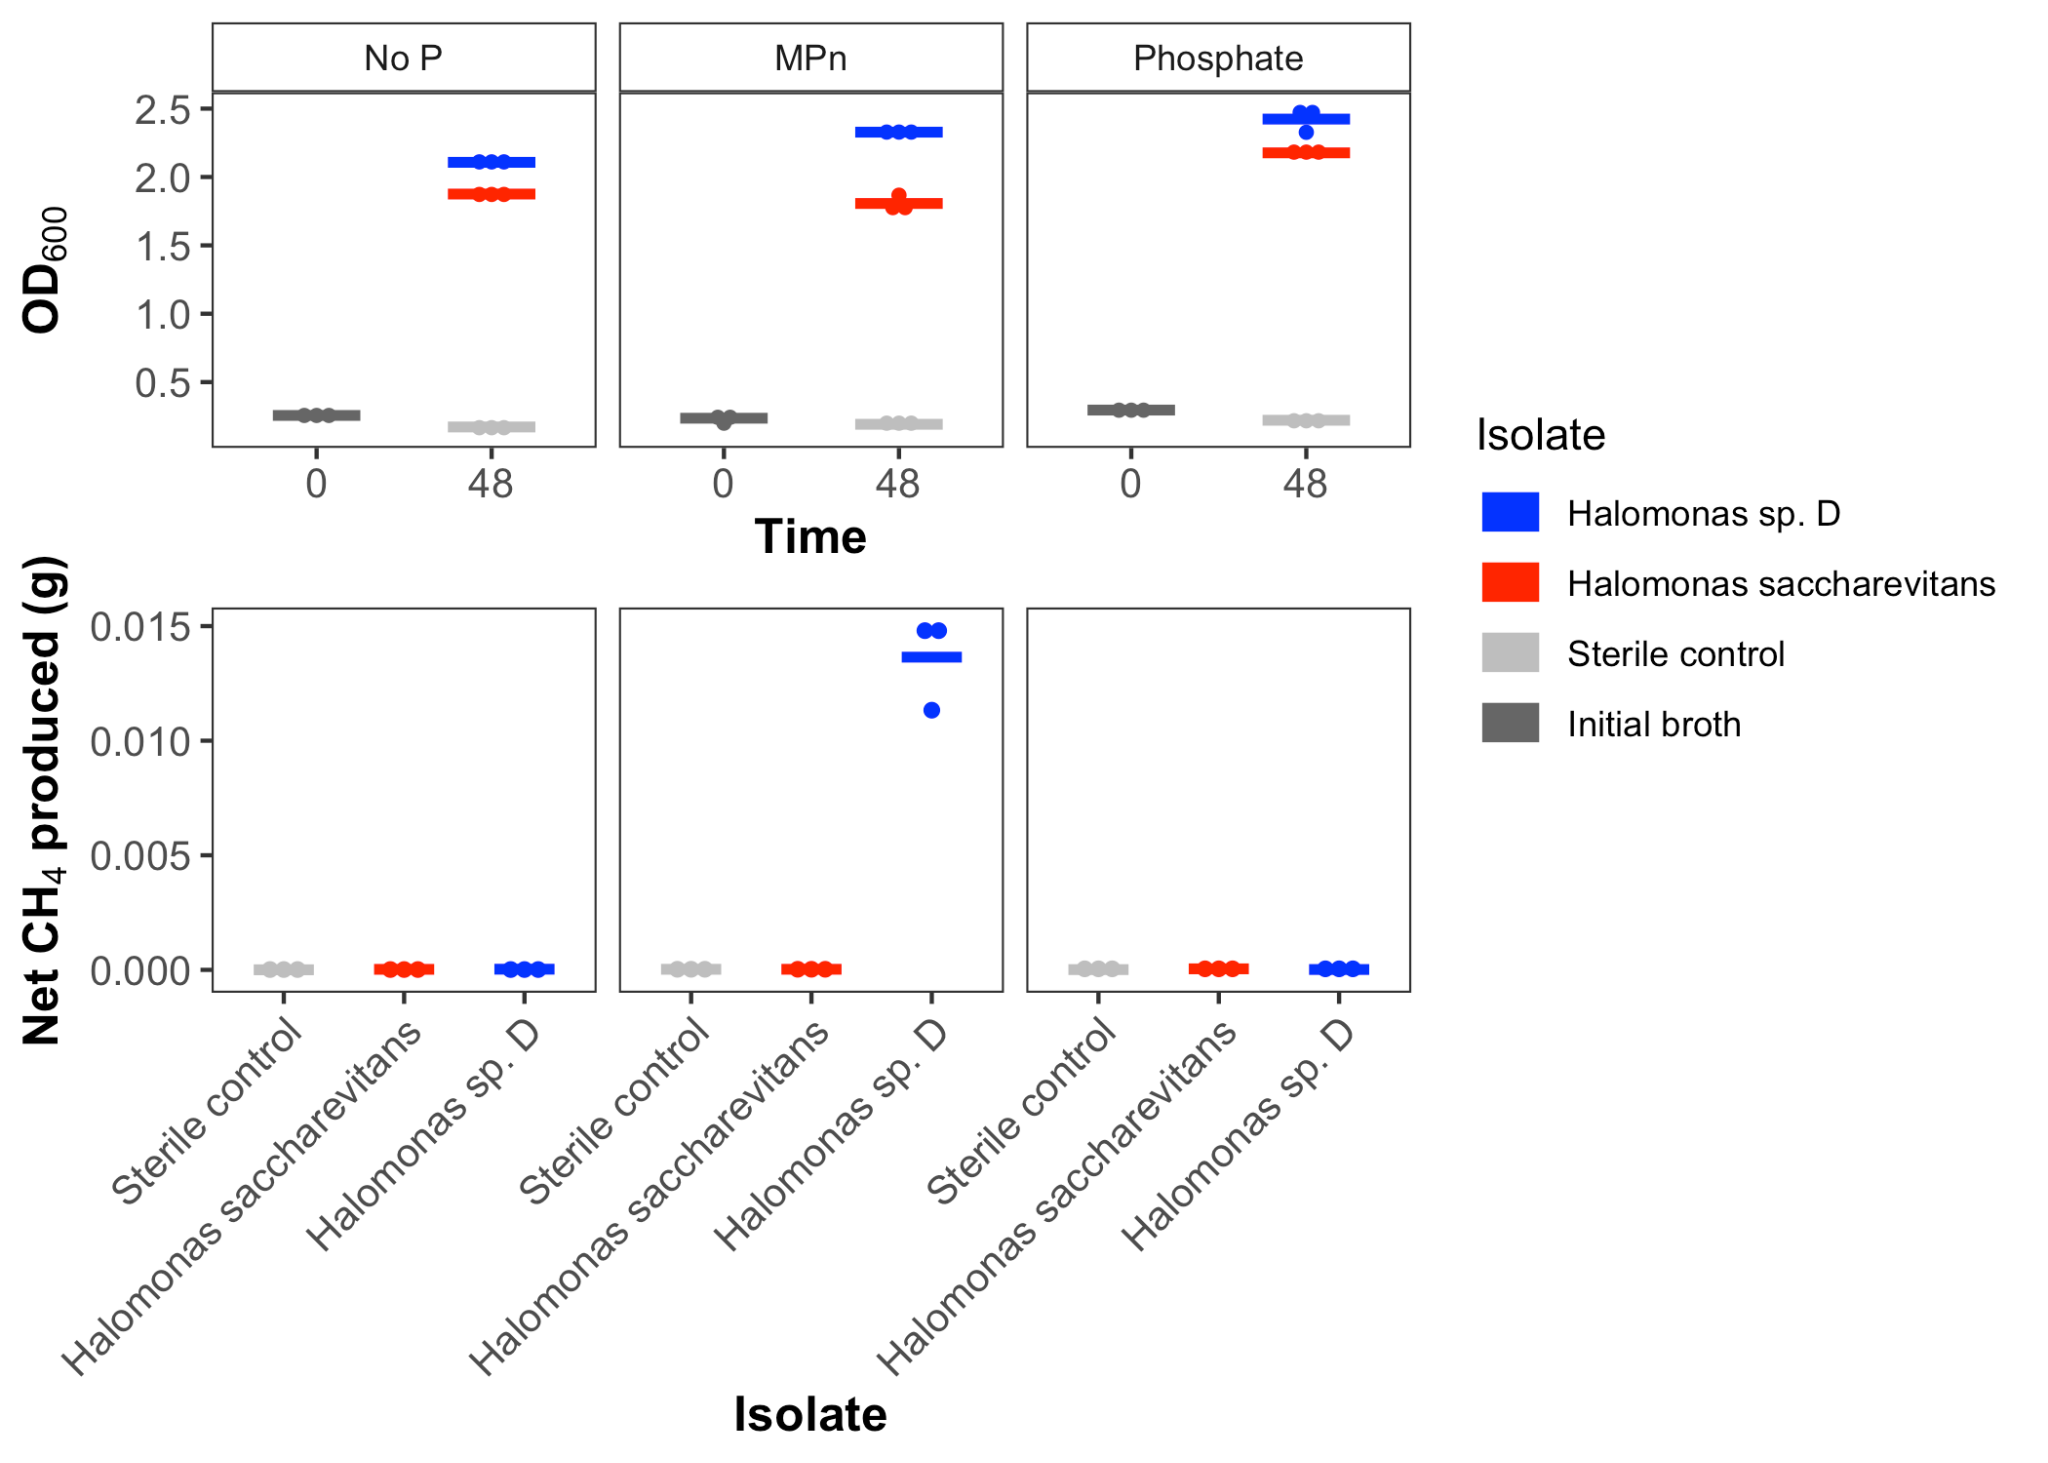 No P
MPn
Phosphate
OD600
2.5
2.0
1.5
1.0
0.5
0
48
0
48
0
48
Time
Isolate
Halomonas sp. D
Halomonas saccharevitans
Sterile control
Initial broth
Net CH4 produced (g)
0.015
0.010
0.005
0.000
Sterile control
Halomonas saccharevitans
Halomonas sp. D
Sterile control
Halomonas saccharevitans
Halomonas sp. D
Sterile control
Halomonas saccharevitans
Halomonas sp. D
Isolate